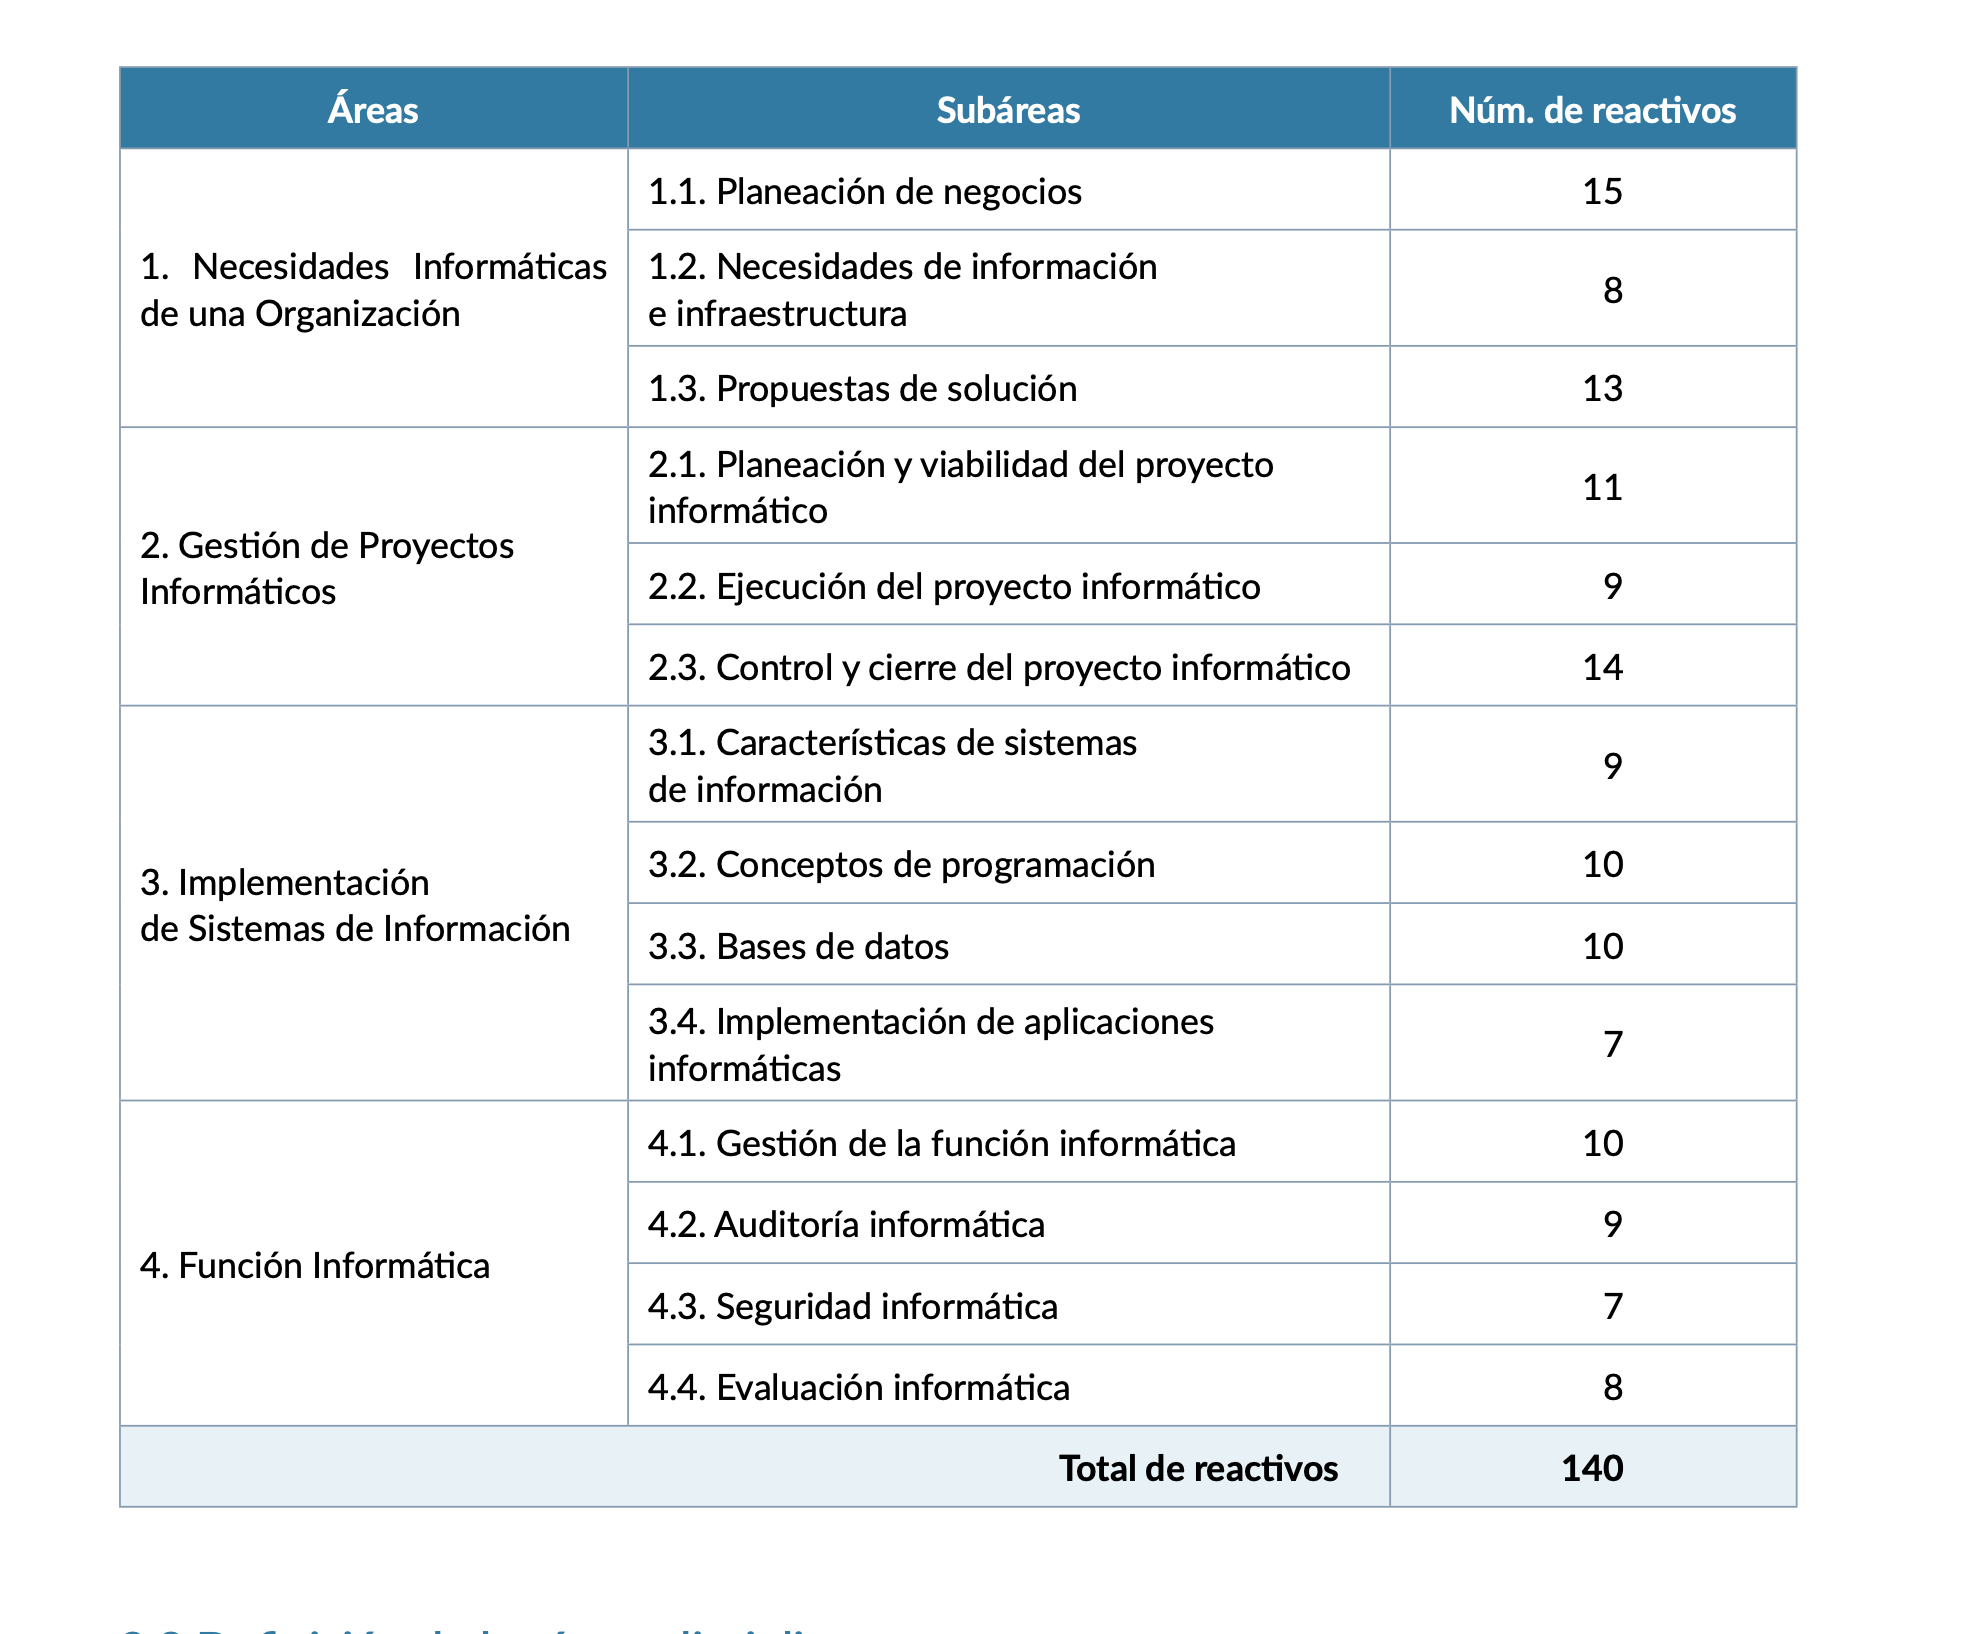 Áreas Subáreas Núm. de reactivos
1. Necesidades Informáticas
de una Organización
1.1. Planeación de negocios 15
1.2. Necesidades de información
e infraestructura
8
1.3. Propuestas de solución 13
2. Gestión de Proyectos
Informáticos
2.1. Planeación y viabilidad del proyecto
informático
11
2.2. Ejecución del proyecto informático 9
2.3. Control y cierre del proyecto informático 14
3. Implementación
de Sistemas de Información
3.1. Características de sistemas
de información
9
3.2. Conceptos de programación 10
3.3. Bases de datos 10
3.4. Implementación de aplicaciones
informáticas
7
4. Función Informática
4.1. Gestión de la función informática 10
4.2. Auditoría informática 9
4.3. Seguridad informática 7
4.4. Evaluación informática 8
Total de reactivos 140